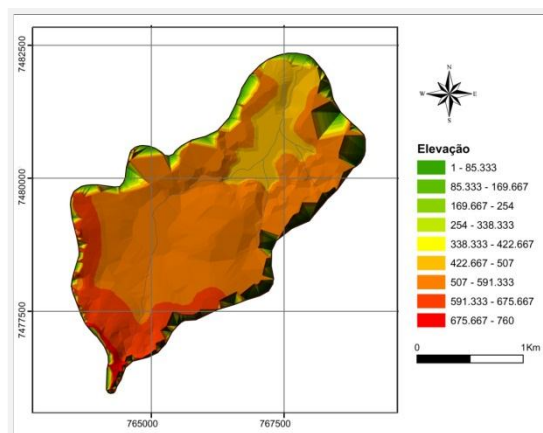 7482500
7480000
7477500
765000
767500
N
W
E
S
Elevação
1 - 85.333
85.333 - 169.667
169.667 - 254
254 - 338.333
338.333 - 422.667
422.667 - 507
507 - 591.333
591.333 - 675.667
675.667 - 760
0
1Km